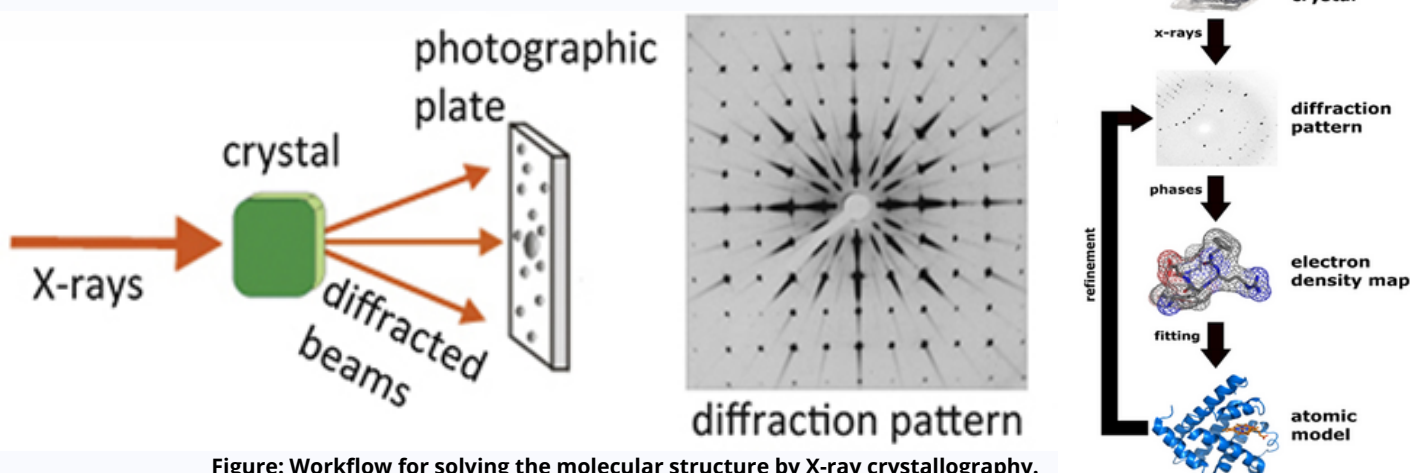 photographic
plate
crystal
X-rays
diffracted
beams
diffraction pattern
crystal
x-rays
diffraction
pattern
phases
electron
density map
refinement
fitting
atomic
model
Figure: Workflow for solving the molecular structure by X-ray crystallography.